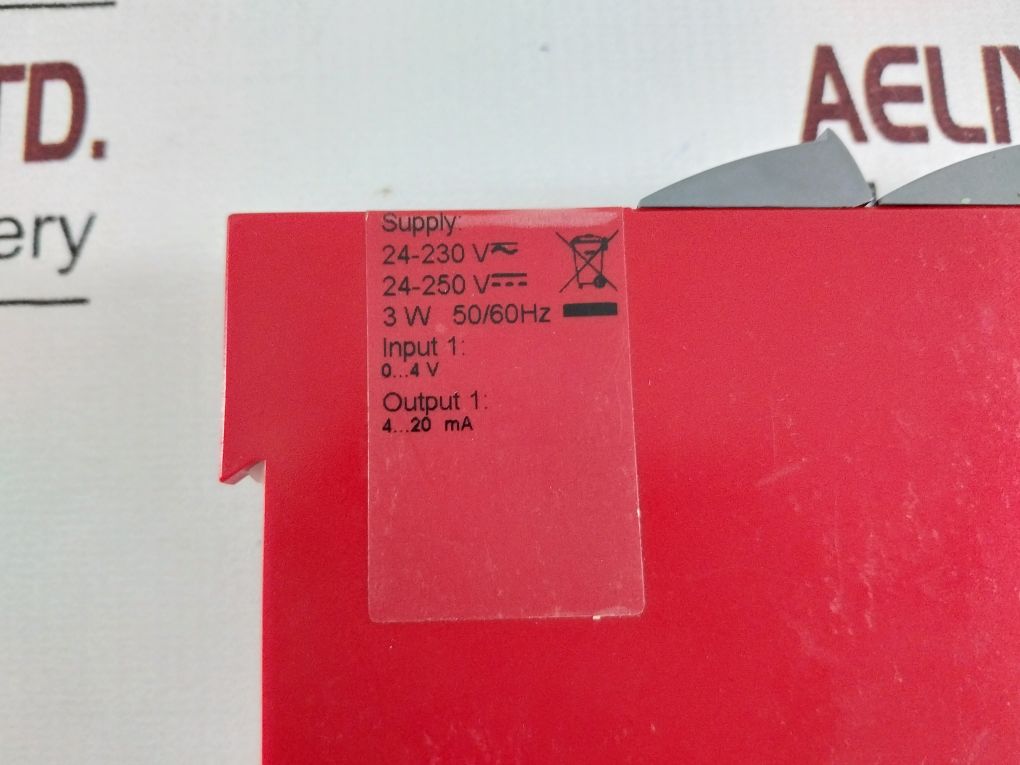 TD.
AELIY
ery
Supply:
24-230 V≂
24-250 V⎓
3 W 50/60Hz
Input 1:
0...4 V
Output 1:
4...20 mA